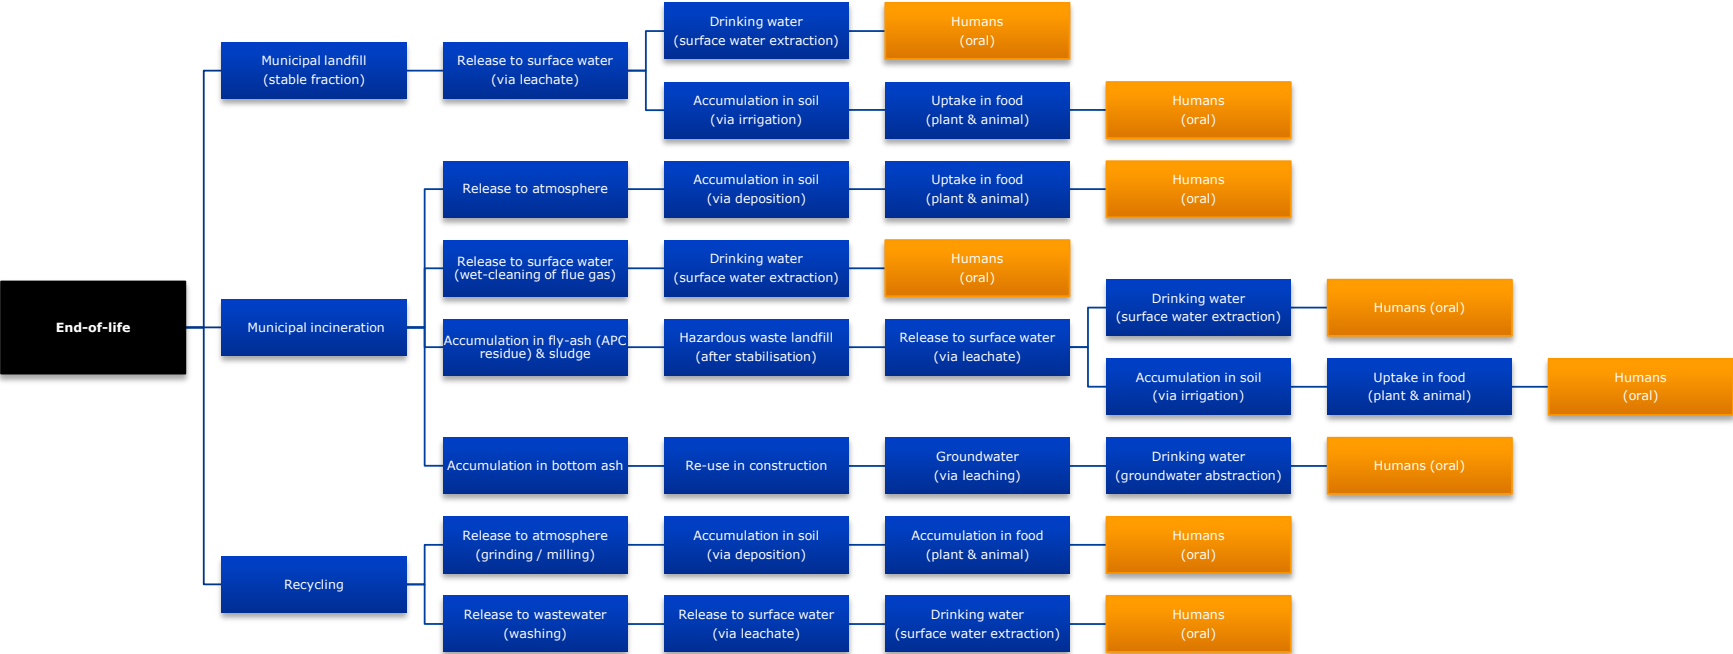 End-of-life
Municipal landfill
(stable fraction)
Release to surface water
(via leachate)
Drinking water
(surface water extraction)
Humans
(oral)
Accumulation in soil
(via irrigation)
Uptake in food
(plant & animal)
Humans
(oral)
Municipal incineration
Release to atmosphere
Accumulation in soil
(via deposition)
Uptake in food
(plant & animal)
Humans
(oral)
Release to surface water
(wet-cleaning of flue gas)
Drinking water
(surface water extraction)
Humans
(oral)
Accumulation in fly-ash (APC
residue) & sludge
Hazardous waste landfill
(after stabilisation)
Release to surface water
(via leachate)
Drinking water
(surface water extraction)
Humans (oral)
Accumulation in soil
(via irrigation)
Uptake in food
(plant & animal)
Humans
(oral)
Accumulation in bottom ash
Re-use in construction
Groundwater
(via leaching)
Drinking water
(groundwater abstraction)
Humans (oral)
Recycling
Release to atmosphere
(grinding / milling)
Accumulation in soil
(via deposition)
Accumulation in food
(plant & animal)
Humans
(oral)
Release to wastewater
(washing)
Release to surface water
(via leachate)
Drinking water
(surface water extraction)
Humans
(oral)